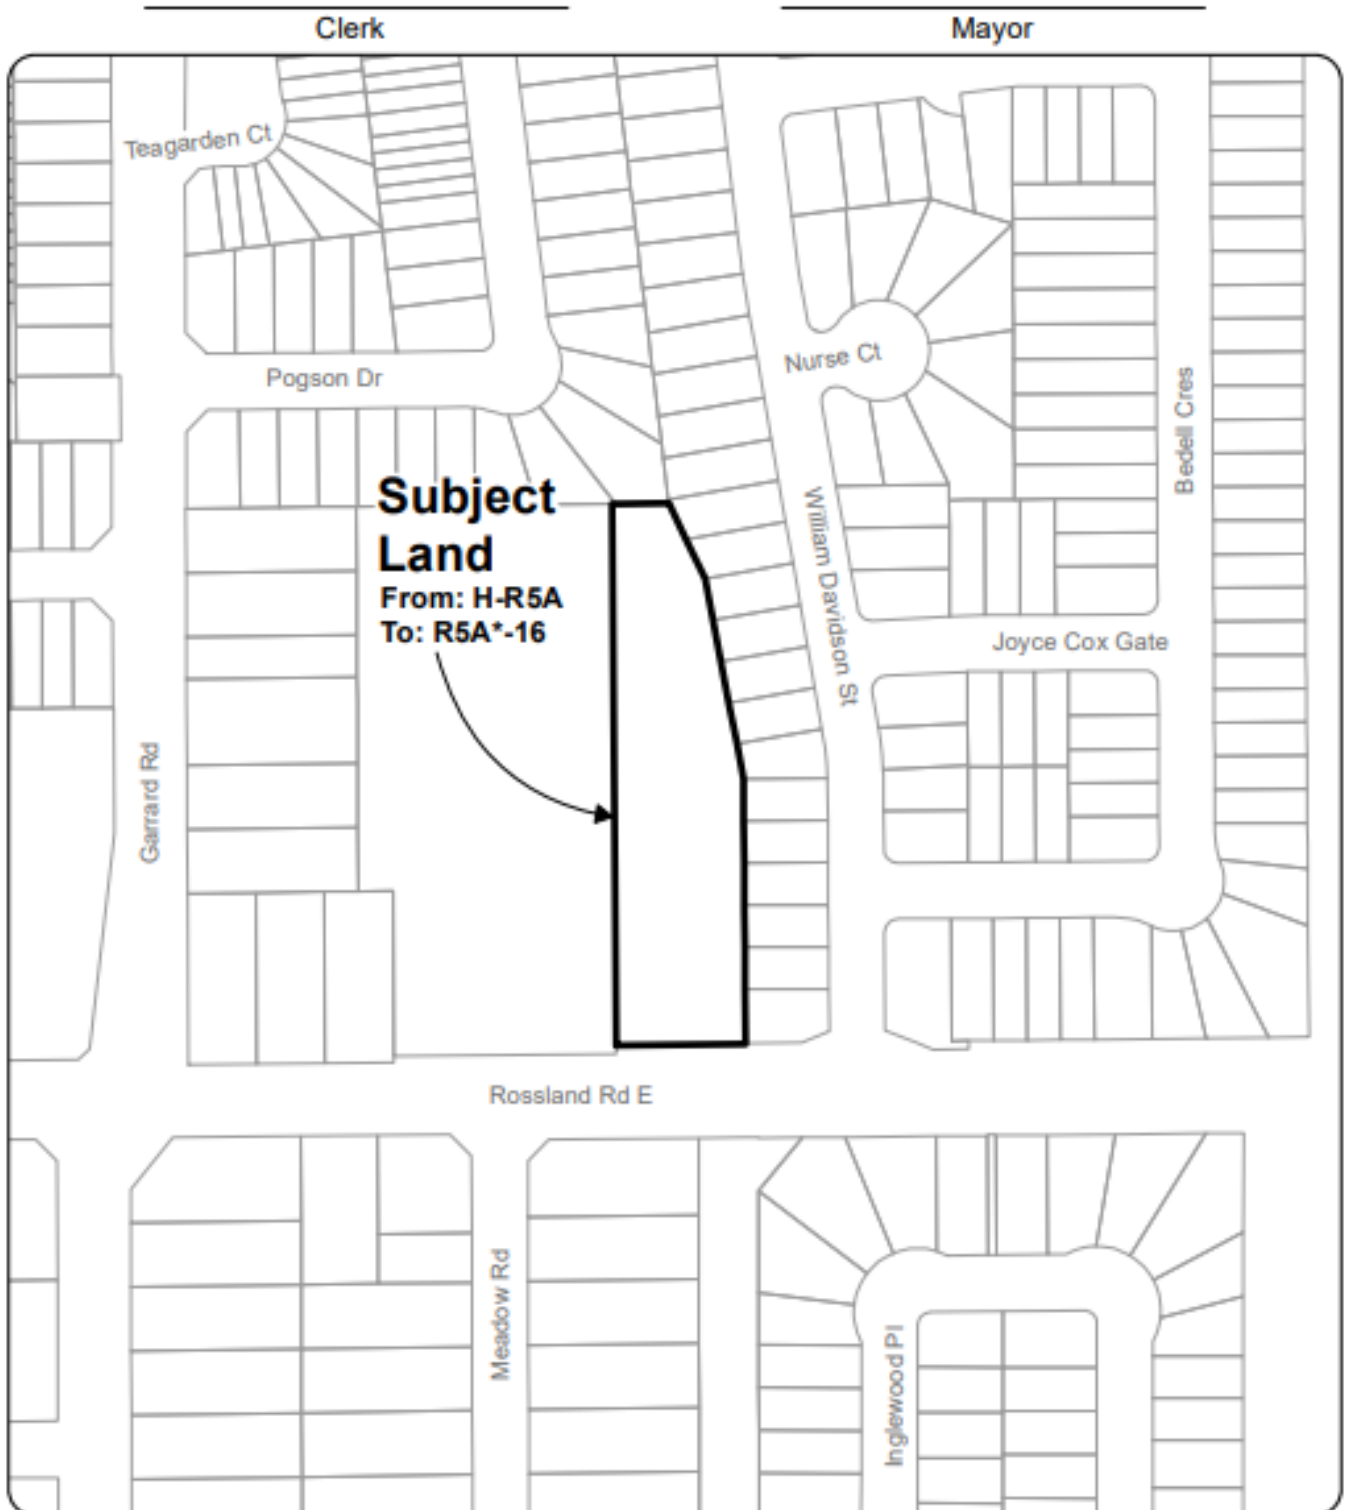 Clerk
Mayor
Teagarden Ct
Pogson Dr
Nurse Ct
Bedell Cres
Subject
Land
From: H-R5A
To: R5A*-16
William Davidson St
Joyce Cox Gate
Garrard Rd
Rossland Rd E
Meadow Rd
Inglewood Pl